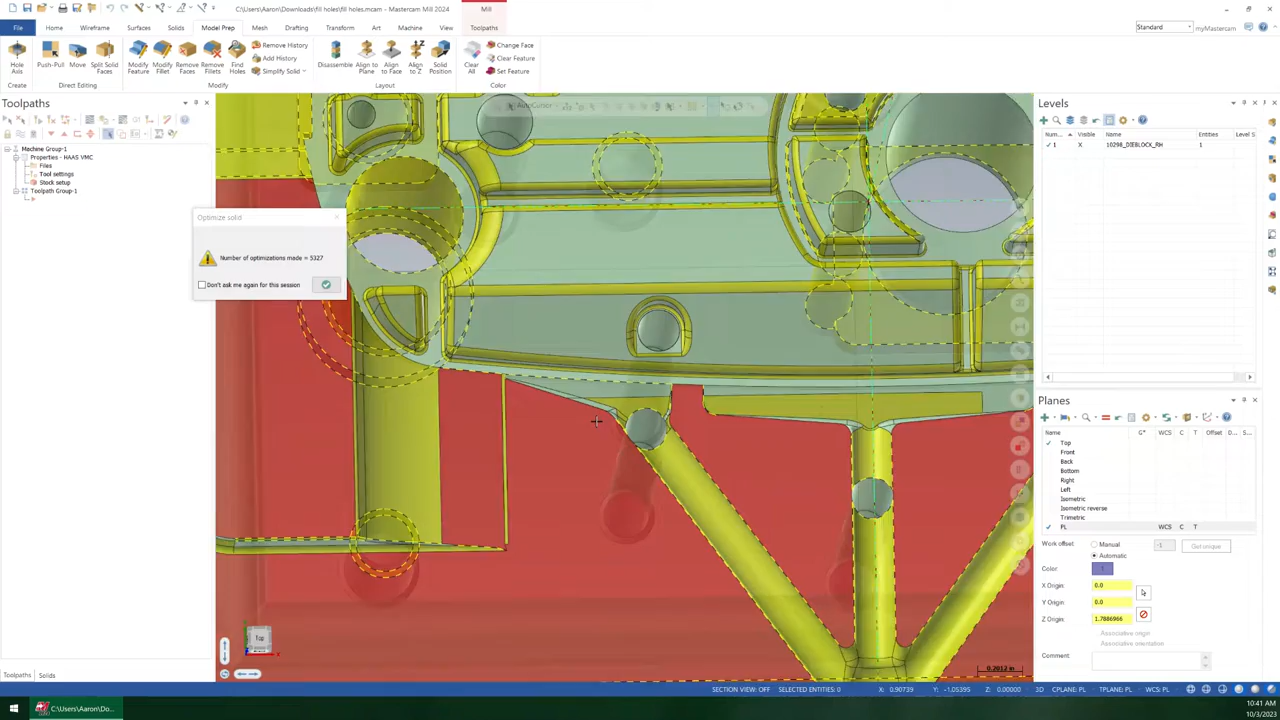 C:\Users\Aaron\Downloads\fill holes\fill holes.mcam - Mastercam Mill 2024
Mill
File
Home
Wireframe
Surfaces
Solids
Model Prep
Mesh
Drafting
Transform
Art
Machine
View
Toolpaths
Standard
myMastercam
Hole Axis
Push-Pull
Move
Split Solid Faces
Modify Feature
Modify Fillet
Remove Faces
Remove Fillets
Find Holes
Remove History
Add History
Simplify Solid
Disassemble
Align to Plane
Align to Face
Align to Z
Solid Position
Clear All
Change Face
Clear Feature
Set Feature
Create
Direct Editing
Modify
Layout
Color
Toolpaths
AutoCursor
Machine Group-1
Properties - HAAS VMC
Files
Tool settings
Stock setup
Toolpath Group-1
Optimize solid
Number of optimizations made = 5327
Don't ask me again for this session
Top
0.2912 in
Levels
Num... Visible Name Entities Level S
1 X 10298_DIEBLOCK_RH 1
Planes
Name G* WCS C T Offset D... S...
Top
Front
Back
Bottom
Right
Left
Isometric
Isometric reverse
Trimetric
PL WCS C T
Work offset: Manual -1 Get unique
Automatic
Color: 1
X Origin: 0.0
Y Origin: 0.0
Z Origin: 1.7886966
Associative origin
Associative orientation
Comment:
Toolpaths Solids
SECTION VIEW: OFF SELECTED ENTITIES: 0 X: 0.90739 Y: -1.05395 Z: 0.00000 3D CPLANE: PL TPLANE: PL WCS: PL
C:\Users\Aaron\Do...
10:41 AM
10/3/2023